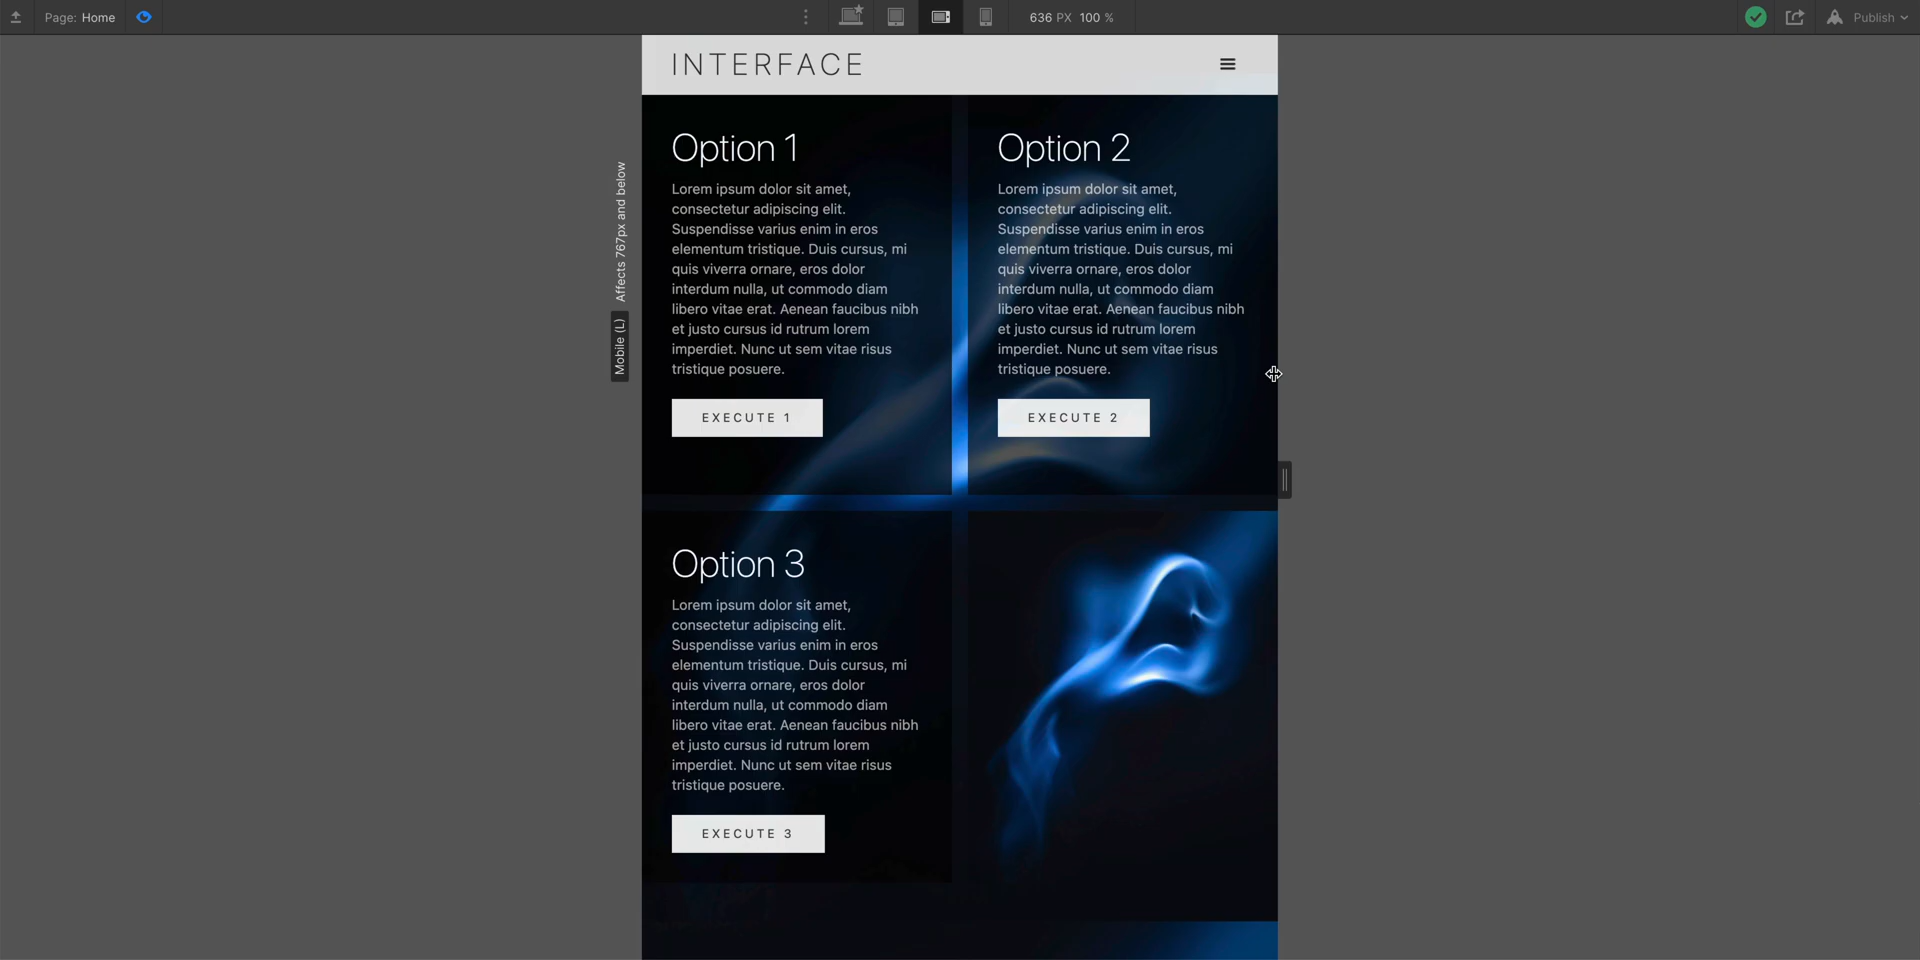 Page: Home
636 PX 100 %
Publish
INTERFACE
Affects 767px and below
Mobile (L)
Option 1
Lorem ipsum dolor sit amet,
consectetur adipiscing elit.
Suspendisse varius enim in eros
elementum tristique. Duis cursus, mi
quis viverra ornare, eros dolor
interdum nulla, ut commodo diam
libero vitae erat. Aenean faucibus nibh
et justo cursus id rutrum lorem
imperdiet. Nunc ut sem vitae risus
tristique posuere.
EXECUTE 1
Option 2
Lorem ipsum dolor sit amet,
consectetur adipiscing elit.
Suspendisse varius enim in eros
elementum tristique. Duis cursus, mi
quis viverra ornare, eros dolor
interdum nulla, ut commodo diam
libero vitae erat. Aenean faucibus nibh
et justo cursus id rutrum lorem
imperdiet. Nunc ut sem vitae risus
tristique posuere.
EXECUTE 2
Option 3
Lorem ipsum dolor sit amet,
consectetur adipiscing elit.
Suspendisse varius enim in eros
elementum tristique. Duis cursus, mi
quis viverra ornare, eros dolor
interdum nulla, ut commodo diam
libero vitae erat. Aenean faucibus nibh
et justo cursus id rutrum lorem
imperdiet. Nunc ut sem vitae risus
tristique posuere.
EXECUTE 3